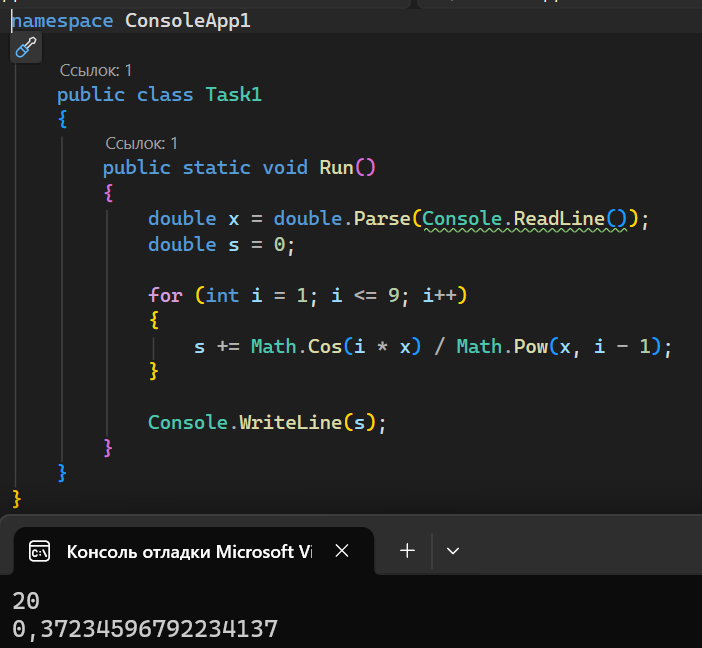 namespace ConsoleApp1
Ссылок: 1
public class Task1
{
Ссылок: 1
public static void Run()
{
double x = double.Parse(Console.ReadLine());
double s = 0;
for (int i = 1; i <= 9; i++)
{
s += Math.Cos(i * x) / Math.Pow(x, i - 1);
}
Console.WriteLine(s);
}
}
}
Консоль отладки Microsoft Vi
20
0,37234596792234137